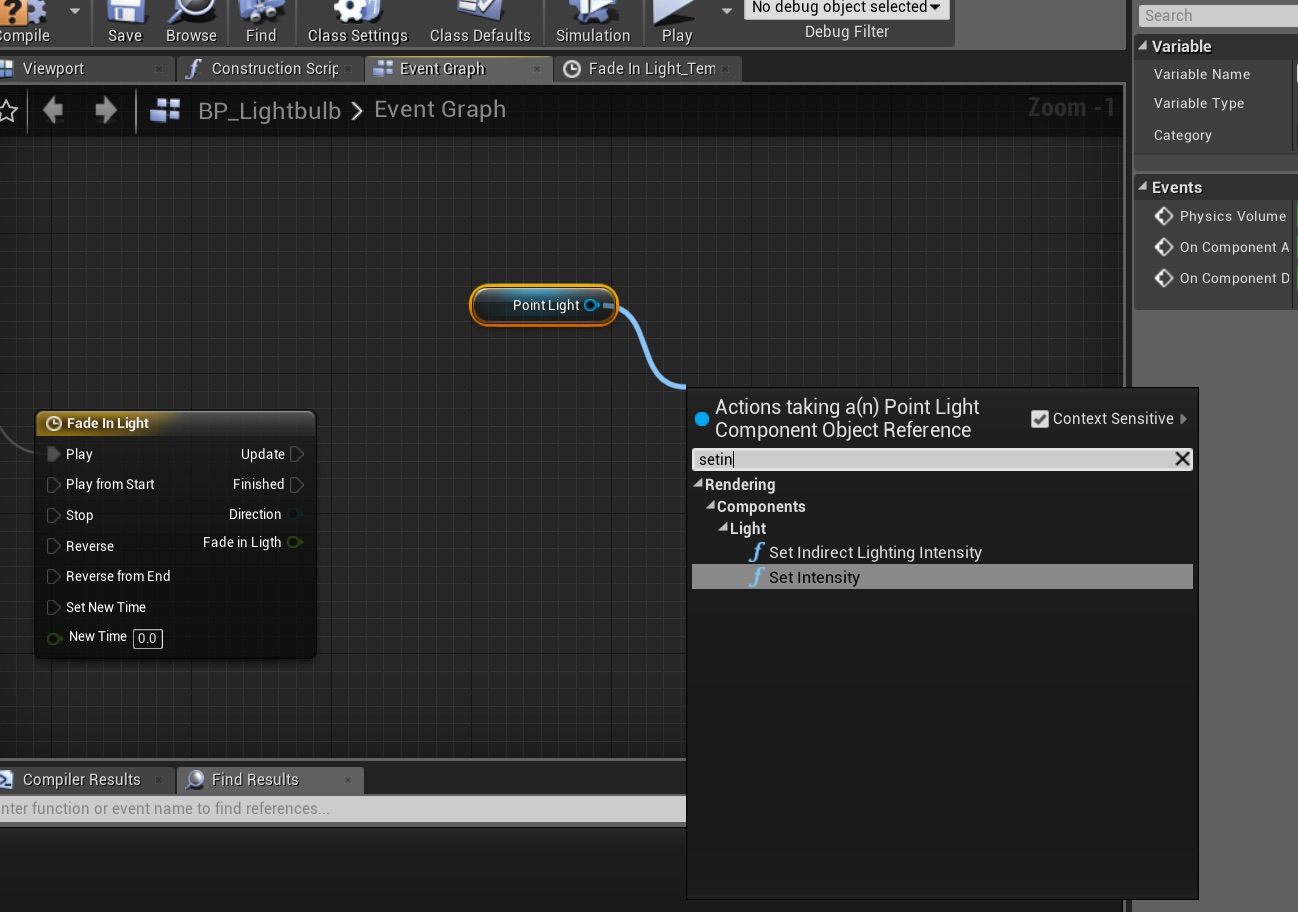 Compile
Save
Browse
Find
Class Settings
Class Defaults
Simulation
Play
No debug object selected
Debug Filter
Viewport
Construction Scrip
Event Graph
Fade In Light_Tem
BP_Lightbulb
Event Graph
Zoom -1
Point Light
Fade In Light
Play
Update
Play from Start
Finished
Stop
Direction
Reverse
Fade in Ligth
Reverse from End
Set New Time
New Time 0.0
Actions taking a(n) Point Light
Component Object Reference
Context Sensitive
setin
Rendering
Components
Light
f Set Indirect Lighting Intensity
f Set Intensity
Compiler Results
Find Results
nter function or event name to find references...
Search
Variable
Variable Name
Variable Type
Category
Events
Physics Volume
On Component A
On Component D